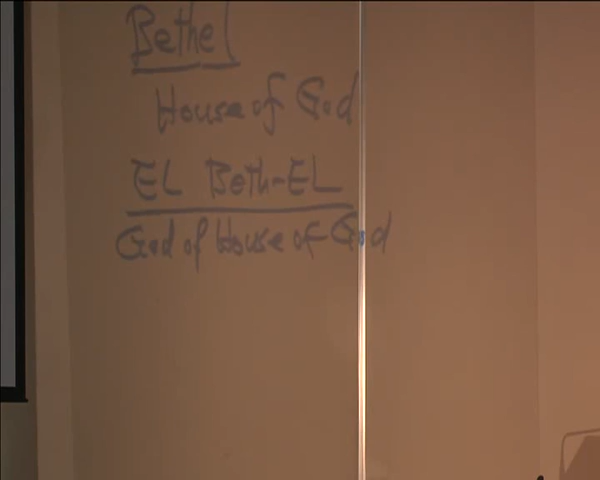 Bethel
House of God
EL Beth-EL
God of House of God